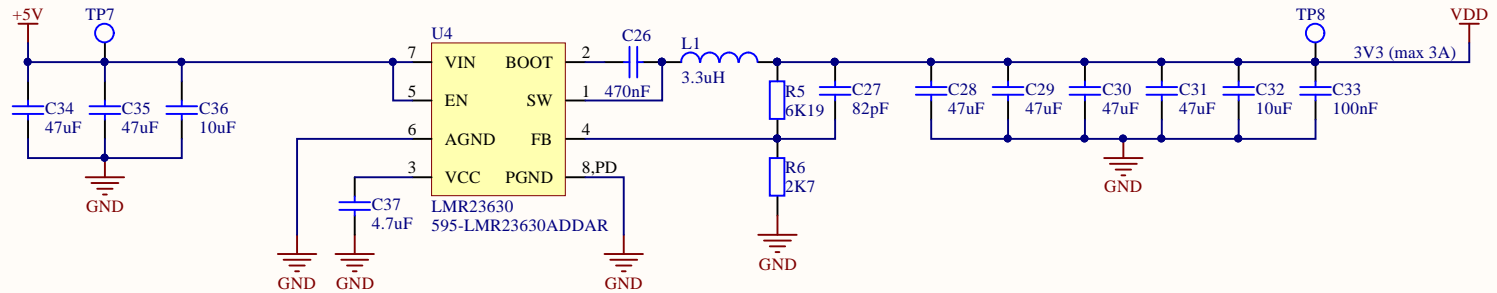 +5V
TP7
C34
47uF
C35
47uF
C36
10uF
GND
U4
7
VIN
BOOT
2
5
EN
SW
1
6
AGND
FB
4
3
VCC
PGND
8,PD
LMR23630
595-LMR23630ADDAR
C37
4.7uF
GND
GND
GND
C26
470nF
L1
3.3uH
R5
6K19
C27
82pF
R6
2K7
GND
C28
47uF
C29
47uF
C30
47uF
C31
47uF
C32
10uF
C33
100nF
GND
TP8
3V3 (max 3A)
VDD